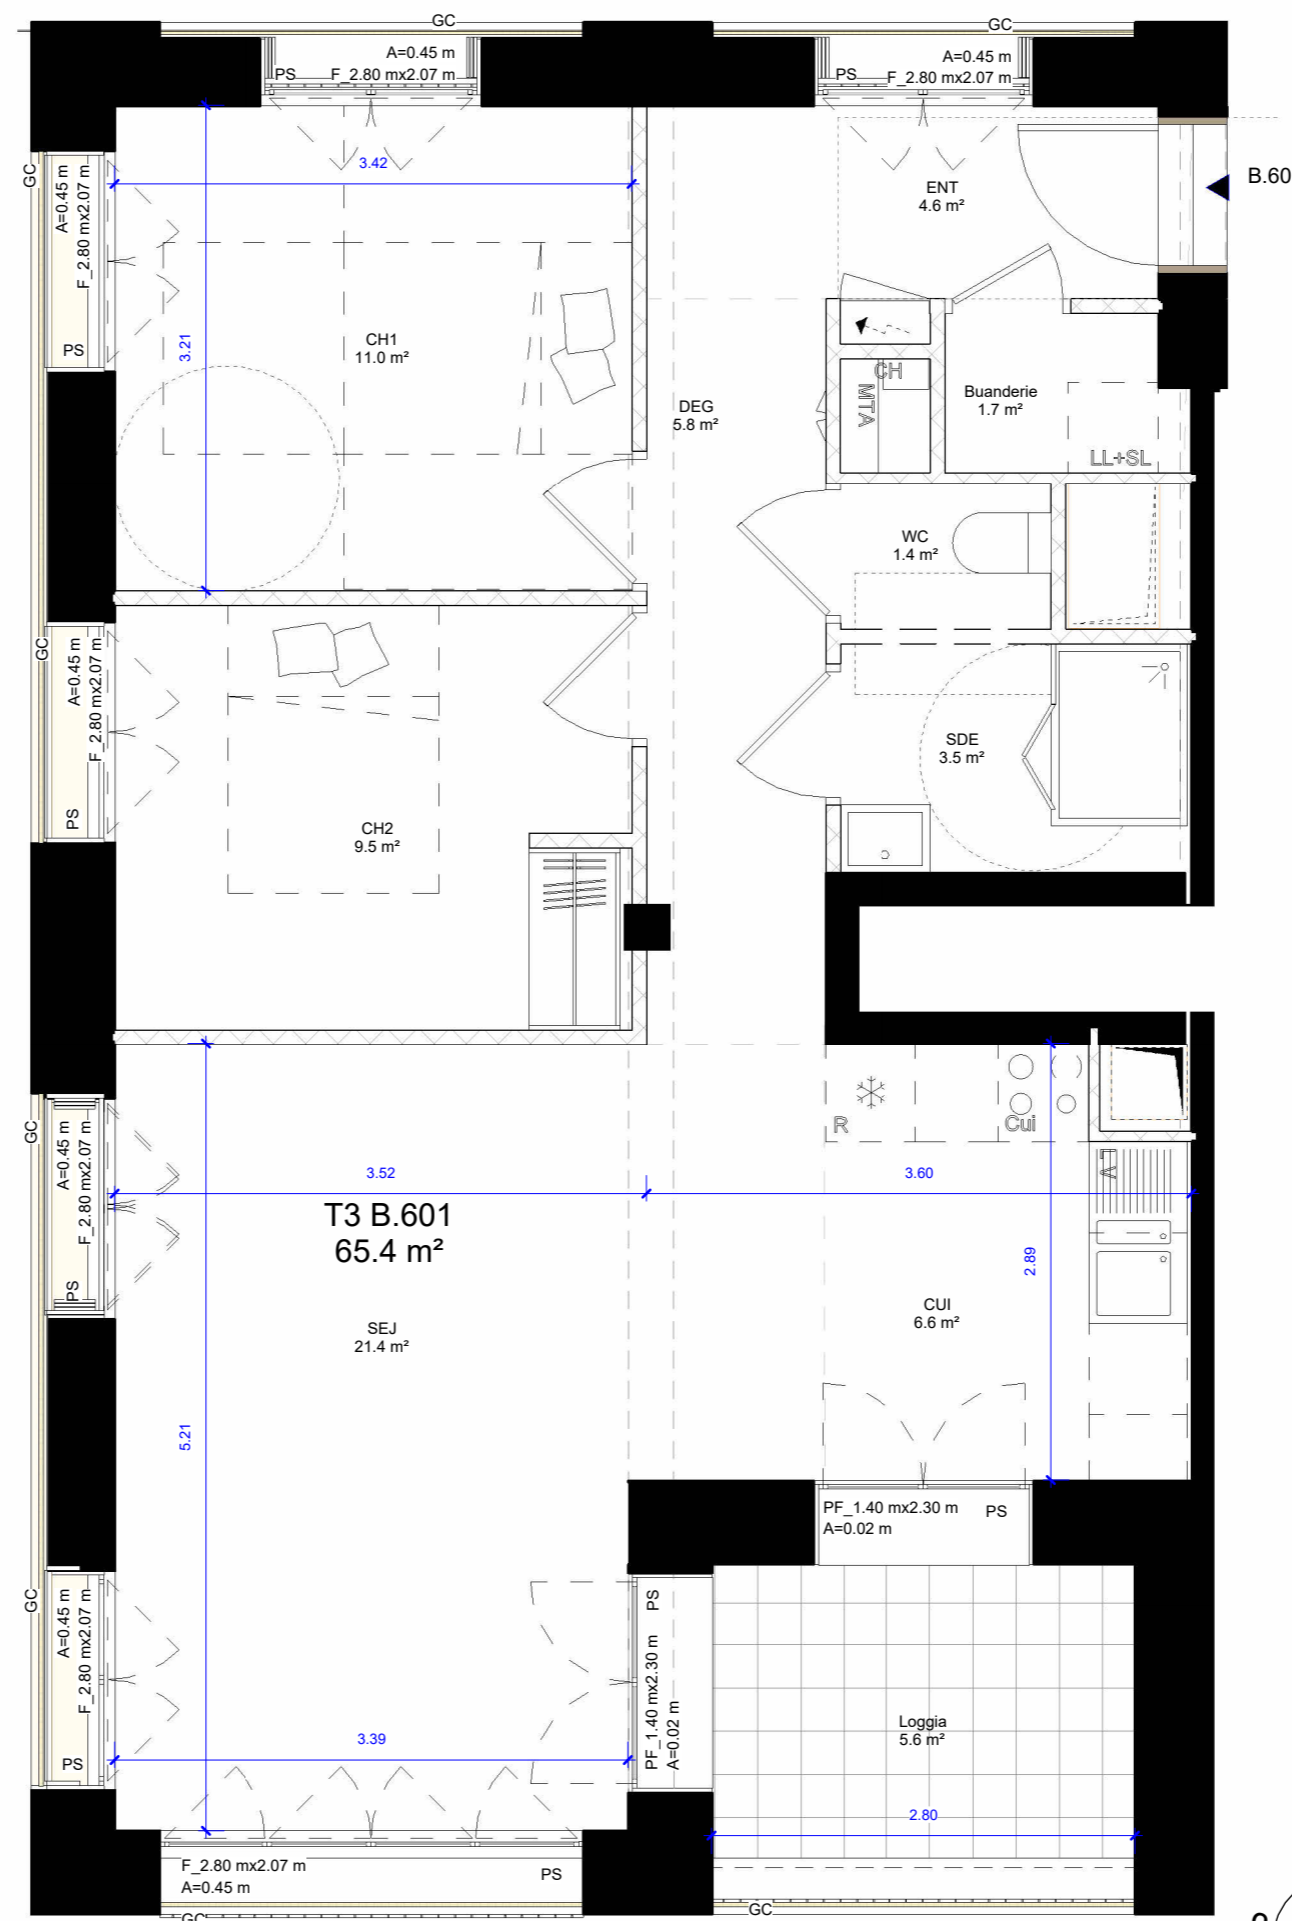 GC
GC
A=0.45 m
PS
F_2.80 mx2.07 m
A=0.45 m
PS
F_2.80 mx2.07 m
GC
A=0.45 m
F_2.80 mx2.07 m
PS
3.42
3.21
ENT
4.6 m²
B.60
CH1
11.0 m²
DEG
5.8 m²
CH
MTA
Buanderie
1.7 m²
LL+SL
WC
1.4 m²
GC
A=0.45 m
F_2.80 mx2.07 m
PS
SDE
3.5 m²
CH2
9.5 m²
R
Cui
LV
GC
A=0.45 m
F_2.80 mx2.07 m
PS
3.52
3.60
T3 B.601
65.4 m²
2.89
CUI
6.6 m²
SEJ
21.4 m²
5.21
PF_1.40 mx2.30 m
A=0.02 m
PS
GC
A=0.45 m
F_2.80 mx2.07 m
PS
PS
PF_1.40 mx2.30 m
A=0.02 m
Loggia
5.6 m²
3.39
2.80
F_2.80 mx2.07 m
A=0.45 m
PS
GC
GC